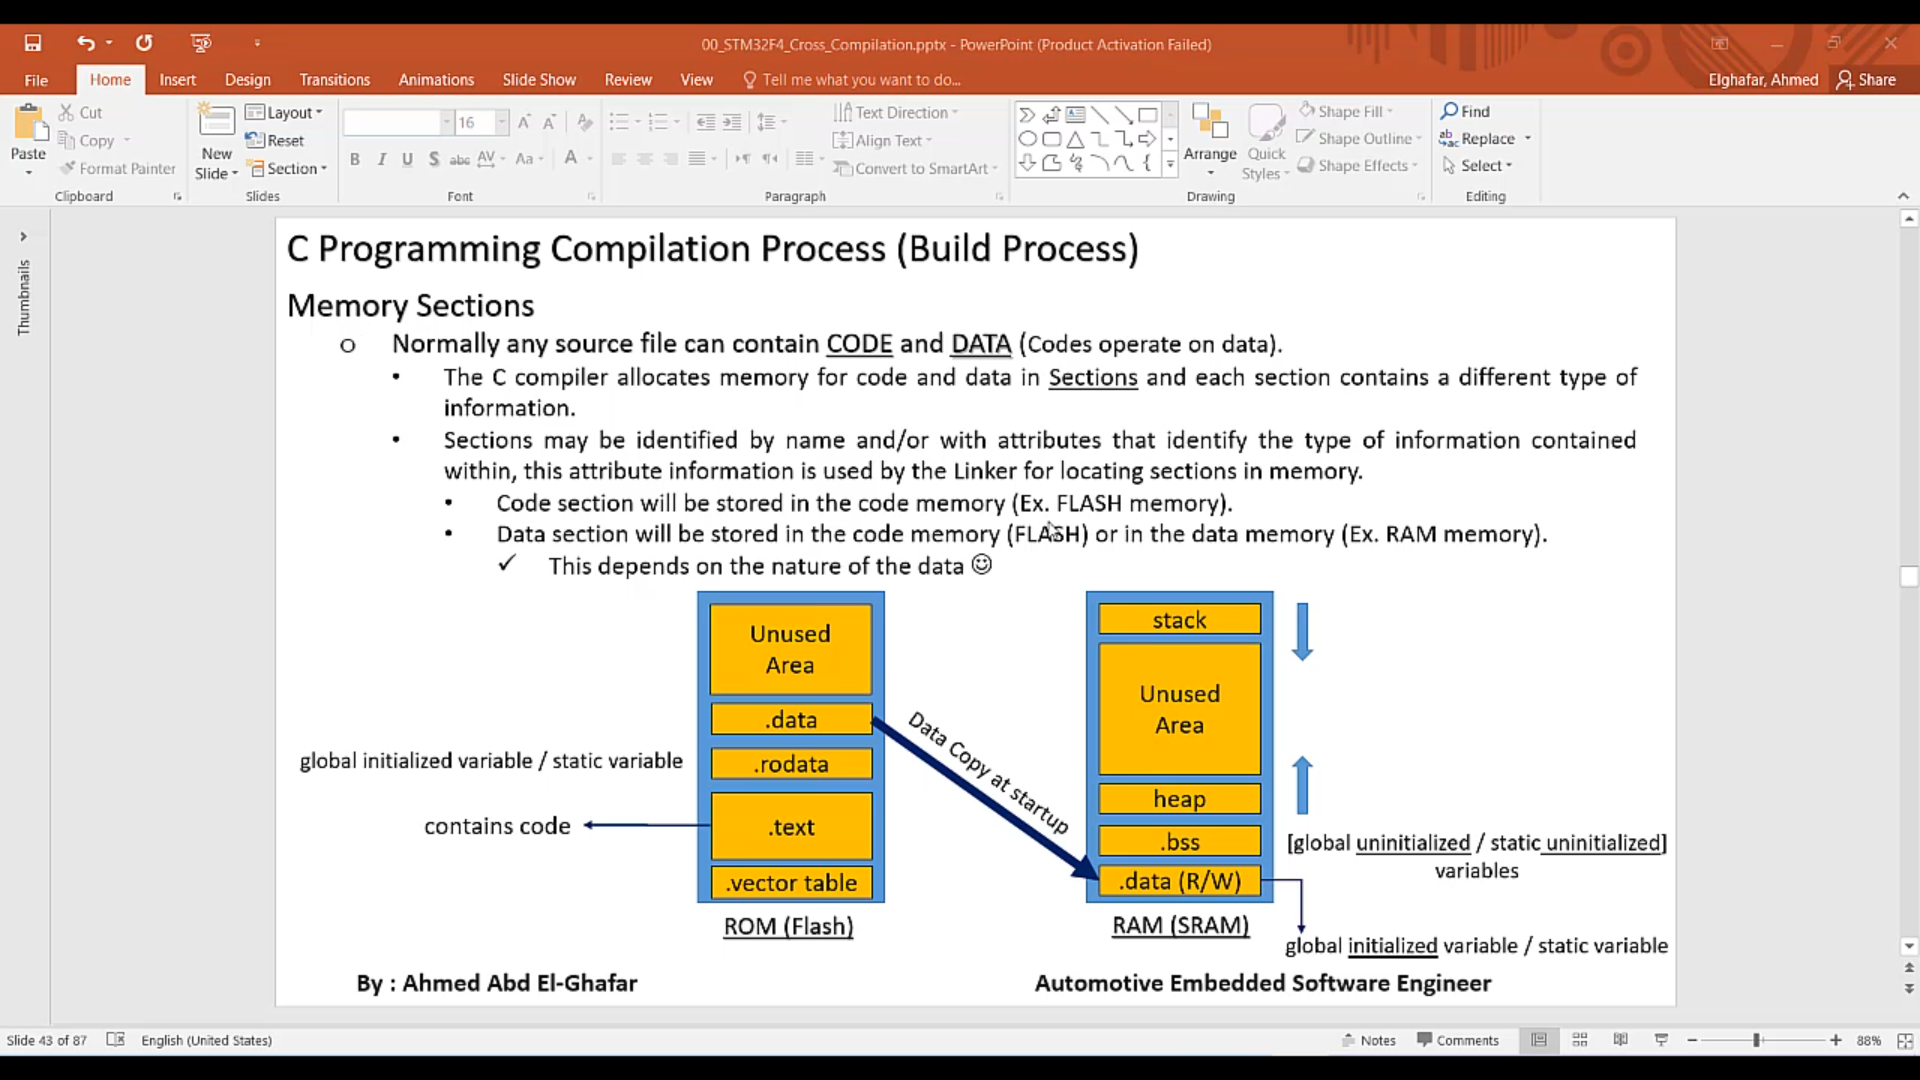 00_STM32F4_Cross_Compilation.pptx - PowerPoint (Product Activation Failed)
File Home Insert Design Transitions Animations Slide Show Review View Tell me what you want to do... Elghafar, Ahmed Share
Paste
Cut
Copy
Format Painter
Clipboard
New Slide
Layout
Reset
Section
Slides
16
B I U S abc AV Aa A
Font
Text Direction
Align Text
Convert to SmartArt
Paragraph
Arrange
Quick Styles
Shape Fill
Shape Outline
Shape Effects
Drawing
Find
Replace
Select
Editing
Thumbnails
C Programming Compilation Process (Build Process)
Memory Sections
o Normally any source file can contain CODE and DATA (Codes operate on data).
• The C compiler allocates memory for code and data in Sections and each section contains a different type of
information.
• Sections may be identified by name and/or with attributes that identify the type of information contained
within, this attribute information is used by the Linker for locating sections in memory.
• Code section will be stored in the code memory (Ex. FLASH memory).
• Data section will be stored in the code memory (FLASH) or in the data memory (Ex. RAM memory).
✓ This depends on the nature of the data ☺
Unused
Area
.data
.rodata
.text
.vector table
ROM (Flash)
global initialized variable / static variable
contains code
Data Copy at startup
stack
Unused
Area
heap
.bss
.data (R/W)
RAM (SRAM)
[global uninitialized / static uninitialized]
variables
global initialized variable / static variable
By : Ahmed Abd El-Ghafar
Automotive Embedded Software Engineer
Slide 43 of 87 English (United States) Notes Comments 88%